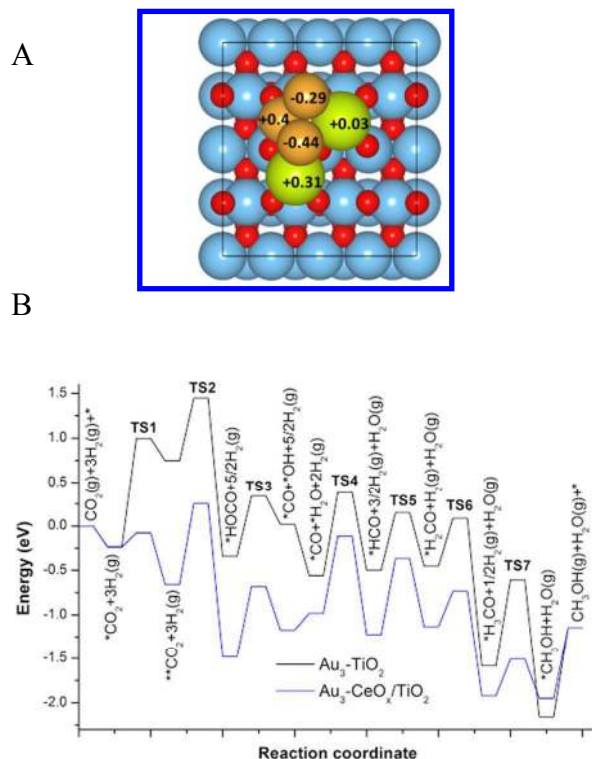 A
-0.29
+0.4
+0.03
-0.44
+0.31
B
Energy (eV)
1.5
1.0
0.5
0.0
-0.5
-1.0
-1.5
-2.0
CO₂(g)+3H₂(g)+*
*CO₂+3H₂(g)
TS1
**CO₂+3H₂(g)
TS2
*HOCO+5/2H₂(g)
TS3
*CO+*OH+5/2H₂(g)
*CO+*H₂O+2H₂(g)
TS4
*HCO+3/2H₂(g)+H₂O(g)
TS5
*H₂CO+H₂(g)+H₂O(g)
TS6
*H₃CO+1/2H₂(g)+H₂O(g)
TS7
*CH₃OH+H₂O(g)
CH₃OH(g)+H₂O(g)+*
Au₃-TiO₂
Au₃-CeOₓ/TiO₂
Reaction coordinate